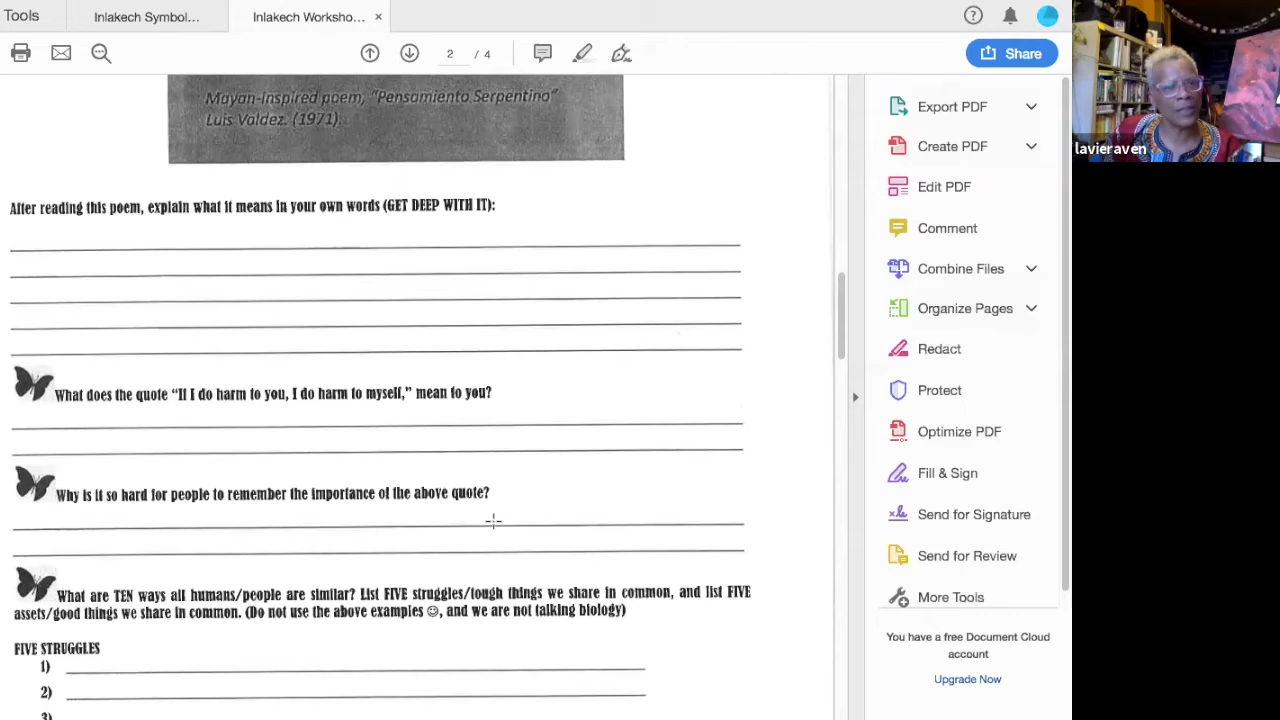 Tools
Inlakech Symbol...
Inlakech Worksho... ×
2 / 4
Share
lavieraven
Mayan-inspired poem, "Pensamiento Serpentino"
Luis Valdez. (1971).
After reading this poem, explain what it means in your own words (GET DEEP WITH IT):
What does the quote "If I do harm to you, I do harm to myself," mean to you?
Why is it so hard for people to remember the importance of the above quote?
What are TEN ways all humans/people are similar? List FIVE struggles/tough things we share in common, and list FIVE
assets/good things we share in common. (Do not use the above examples ☺, and we are not talking biology)
FIVE STRUGGLES
1)
2)
3)
Export PDF
Create PDF
Edit PDF
Comment
Combine Files
Organize Pages
Redact
Protect
Optimize PDF
Fill & Sign
Send for Signature
Send for Review
More Tools
You have a free Document Cloud
account
Upgrade Now